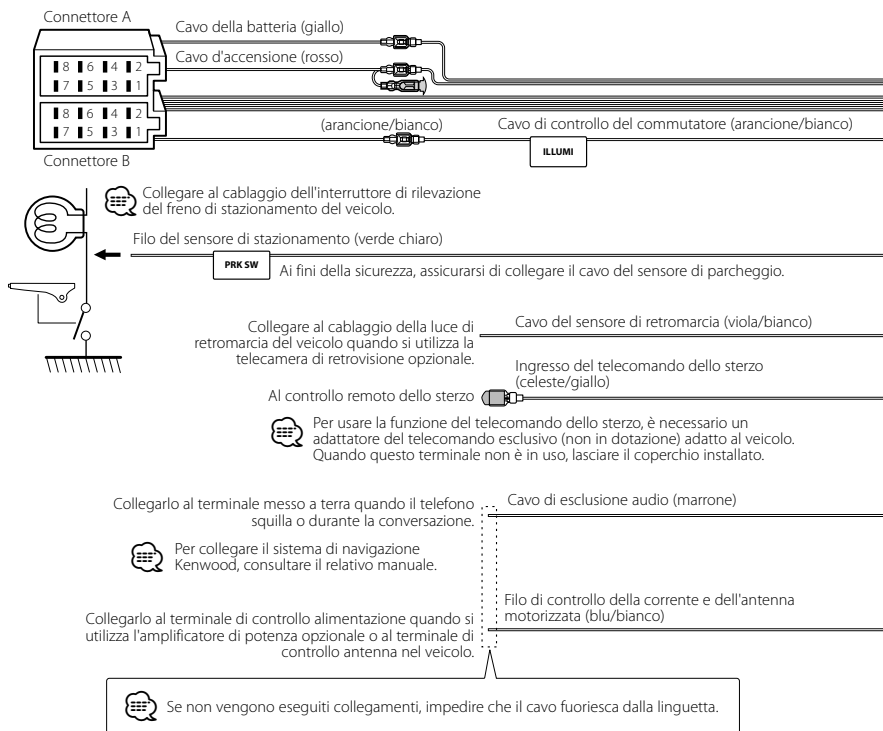 Connettore A
Cavo della batteria (giallo)
Cavo d'accensione (rosso)
8 6 4 2
7 5 3 1
8 6 4 2
7 5 3 1
(arancione/bianco)
Cavo di controllo del commutatore (arancione/bianco)
ILLUMI
Connettore B
Collegare al cablaggio dell'interruttore di rilevazione
del freno di stazionamento del veicolo.
Filo del sensore di stazionamento (verde chiaro)
PRK SW
Ai fini della sicurezza, assicurarsi di collegare il cavo del sensore di parcheggio.
Collegare al cablaggio della luce di
retromarcia del veicolo quando si utilizza la
telecamera di retrovisione opzionale.
Cavo del sensore di retromarcia (viola/bianco)
Ingresso del telecomando dello sterzo
(celeste/giallo)
Al controllo remoto dello sterzo
Per usare la funzione del telecomando dello sterzo, è necessario un
adattatore del telecomando esclusivo (non in dotazione) adatto al veicolo.
Quando questo terminale non è in uso, lasciare il coperchio installato.
Collegarlo al terminale messo a terra quando il telefono
squilla o durante la conversazione.
Cavo di esclusione audio (marrone)
Per collegare il sistema di navigazione
Kenwood, consultare il relativo manuale.
Filo di controllo della corrente e dell'antenna
motorizzata (blu/bianco)
Collegarlo al terminale di controllo alimentazione quando si
utilizza l'amplificatore di potenza opzionale o al terminale di
controllo antenna nel veicolo.
Se non vengono eseguiti collegamenti, impedire che il cavo fuoriesca dalla linguetta.